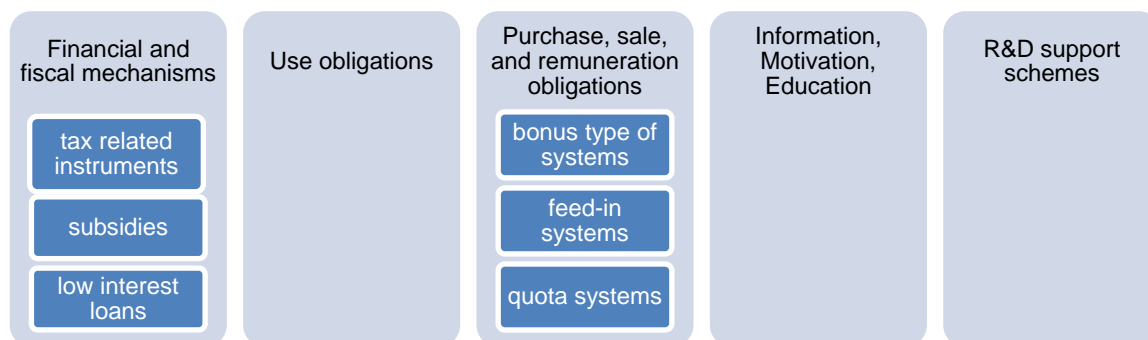 Financial and
fiscal mechanisms
tax related
instruments
subsidies
low interest
loans
Use obligations
Purchase, sale,
and remuneration
obligations
bonus type of
systems
feed-in
systems
quota systems
Information,
Motivation,
Education
R&D support
schemes